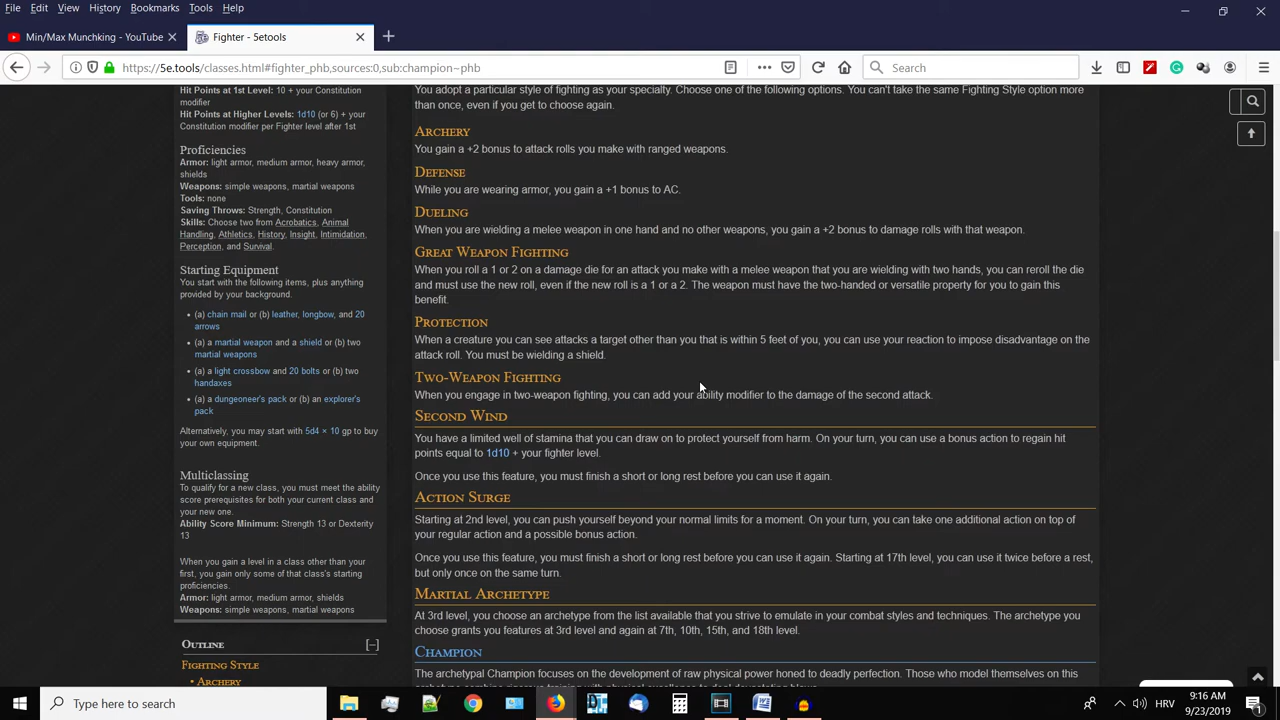 File Edit View History Bookmarks Tools Help
Min/Max Munchking - YouTube
Fighter - 5etools
https://5e.tools/classes.html#fighter_phb,sources:0,sub:champion~phb
Search
Hit Points at 1st Level: 10 + your Constitution
modifier
Hit Points at Higher Levels: 1d10 (or 6) + your
Constitution modifier per Fighter level after 1st
Proficiencies
Armor: light armor, medium armor, heavy armor,
shields
Weapons: simple weapons, martial weapons
Tools: none
Saving Throws: Strength, Constitution
Skills: Choose two from Acrobatics, Animal
Handling, Athletics, History, Insight, Intimidation,
Perception, and Survival.
Starting Equipment
You start with the following items, plus anything
provided by your background.
• (a) chain mail or (b) leather, longbow, and 20
arrows
• (a) a martial weapon and a shield or (b) two
martial weapons
• (a) a light crossbow and 20 bolts or (b) two
handaxes
• (a) a dungeoneer's pack or (b) an explorer's
pack
Alternatively, you may start with 5d4 × 10 gp to buy
your own equipment.
Multiclassing
To qualify for a new class, you must meet the ability
score prerequisites for both your current class and
your new one.
Ability Score Minimum: Strength 13 or Dexterity
13
When you gain a level in a class other than your
first, you gain only some of that class's starting
proficiencies.
Armor: light armor, medium armor, shields
Weapons: simple weapons, martial weapons
Outline [–]
Fighting Style
• Archery
You adopt a particular style of fighting as your specialty. Choose one of the following options. You can't take the same Fighting Style option more
than once, even if you get to choose again.
Archery
You gain a +2 bonus to attack rolls you make with ranged weapons.
Defense
While you are wearing armor, you gain a +1 bonus to AC.
Dueling
When you are wielding a melee weapon in one hand and no other weapons, you gain a +2 bonus to damage rolls with that weapon.
Great Weapon Fighting
When you roll a 1 or 2 on a damage die for an attack you make with a melee weapon that you are wielding with two hands, you can reroll the die
and must use the new roll, even if the new roll is a 1 or a 2. The weapon must have the two-handed or versatile property for you to gain this
benefit.
Protection
When a creature you can see attacks a target other than you that is within 5 feet of you, you can use your reaction to impose disadvantage on the
attack roll. You must be wielding a shield.
Two-Weapon Fighting
When you engage in two-weapon fighting, you can add your ability modifier to the damage of the second attack.
Second Wind
You have a limited well of stamina that you can draw on to protect yourself from harm. On your turn, you can use a bonus action to regain hit
points equal to 1d10 + your fighter level.
Once you use this feature, you must finish a short or long rest before you can use it again.
Action Surge
Starting at 2nd level, you can push yourself beyond your normal limits for a moment. On your turn, you can take one additional action on top of
your regular action and a possible bonus action.
Once you use this feature, you must finish a short or long rest before you can use it again. Starting at 17th level, you can use it twice before a rest,
but only once on the same turn.
Martial Archetype
At 3rd level, you choose an archetype from the list available that you strive to emulate in your combat styles and techniques. The archetype you
choose grants you features at 3rd level and again at 7th, 10th, 15th, and 18th level.
Champion
The archetypal Champion focuses on the development of raw physical power honed to deadly perfection. Those who model themselves on this
Type here to search
HRV
9:16 AM
9/23/2019